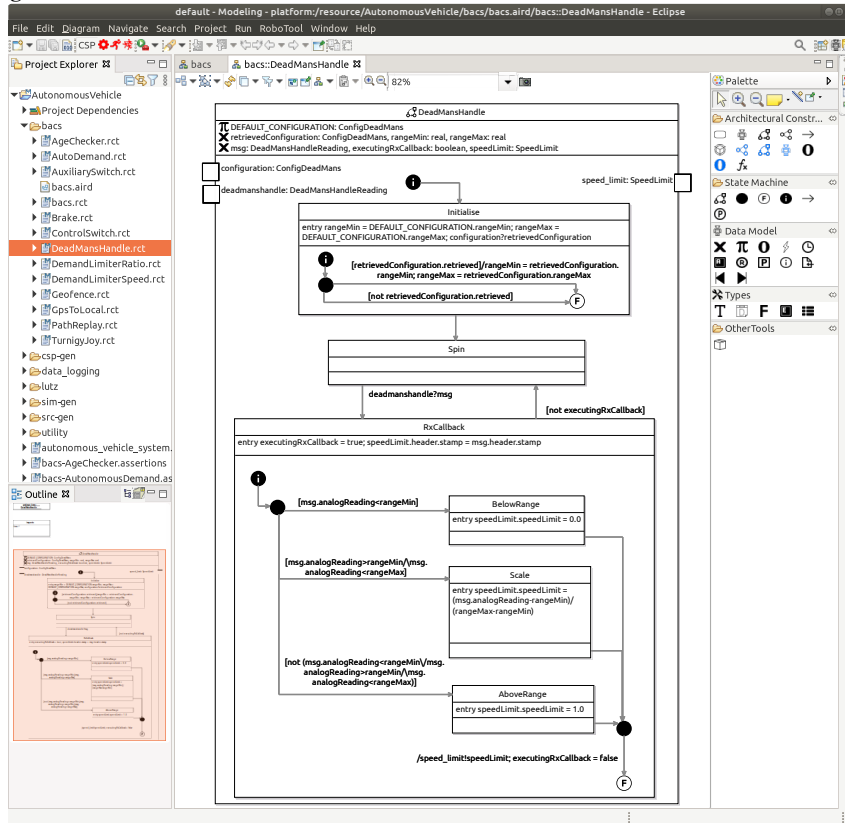 default - Modeling - platform:/resource/AutonomousVehicle/bacs/bacs.aird/bacs::DeadMansHandle - Eclipse
File Edit Diagram Navigate Search Project Run RoboTool Window Help
CSP
Project Explorer
bacs
bacs::DeadMansHandle
82%
AutonomousVehicle
Project Dependencies
bacs
AgeChecker.rct
AutoDemand.rct
AuxiliarySwitch.rct
bacs.aird
bacs.rct
Brake.rct
ControlSwitch.rct
DeadMansHandle.rct
DemandLimiterRatio.rct
DemandLimiterSpeed.rct
Geofence.rct
GpsToLocal.rct
PathReplay.rct
TurnigyJoy.rct
csp-gen
data_logging
lutz
sim-gen
src-gen
utility
autonomous_vehicle_system.
bacs-AgeChecker.assertions
bacs-AutonomousDemand.as
Outline
DeadMansHandle
DEFAULT_CONFIGURATION: ConfigDeadMans
retrievedConfiguration: ConfigDeadMans, rangeMin: real, rangeMax: real
msg: DeadMansHandleReading, executingRxCallback: boolean, speedLimit: SpeedLimit
configuration: ConfigDeadMans
deadmanshandle: DeadMansHandleReading
i
speed_limit: SpeedLimit
Initialise
entry rangeMin = DEFAULT_CONFIGURATION.rangeMin; rangeMax =
DEFAULT_CONFIGURATION.rangeMax; configuration?retrievedConfiguration
i
[retrievedConfiguration.retrieved]/rangeMin = retrievedConfiguration.
rangeMin; rangeMax = retrievedConfiguration.rangeMax
[not retrievedConfiguration.retrieved]
F
Spin
deadmanshandle?msg
[not executingRxCallback]
RxCallback
entry executingRxCallback = true; speedLimit.header.stamp = msg.header.stamp
i
[msg.analogReading<rangeMin]
BelowRange
entry speedLimit.speedLimit = 0.0
[msg.analogReading>rangeMin/\msg.
analogReading<rangeMax]
Scale
entry speedLimit.speedLimit =
(msg.analogReading-rangeMin)/
(rangeMax-rangeMin)
[not (msg.analogReading<rangeMin\/msg.
analogReading>rangeMin/\msg.
analogReading<rangeMax)]
AboveRange
entry speedLimit.speedLimit = 1.0
/speed_limit!speedLimit; executingRxCallback = false
F
Palette
Architectural Constr...
State Machine
Data Model
Types
OtherTools